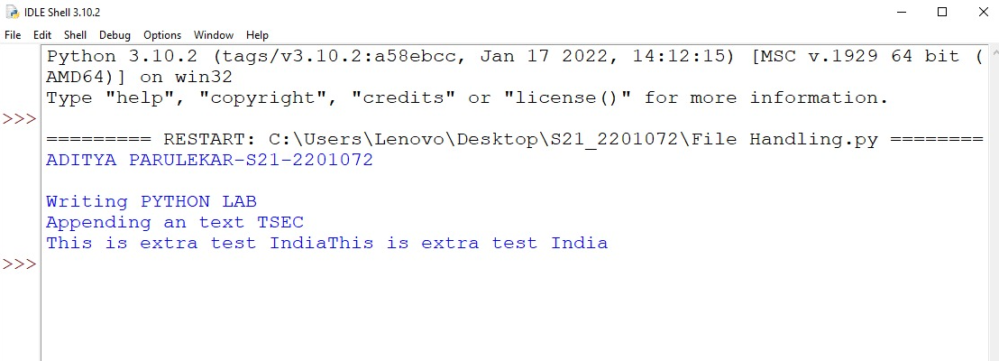 IDLE Shell 3.10.2
File Edit Shell Debug Options Window Help
Python 3.10.2 (tags/v3.10.2:a58ebcc, Jan 17 2022, 14:12:15) [MSC v.1929 64 bit (
AMD64)] on win32
Type "help", "copyright", "credits" or "license()" for more information.
>>>
========= RESTART: C:\Users\Lenovo\Desktop\S21_2201072\File Handling.py ========
ADITYA PARULEKAR-S21-2201072
Writing PYTHON LAB
Appending an text TSEC
This is extra test IndiaThis is extra test India
>>>